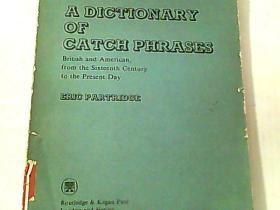 A DICTIONARY
OF
CATCH PHRASES
British and American,
from the Sixteenth Century
to the Present Day
ERIC PARTRIDGE
Routledge & Kegan Paul